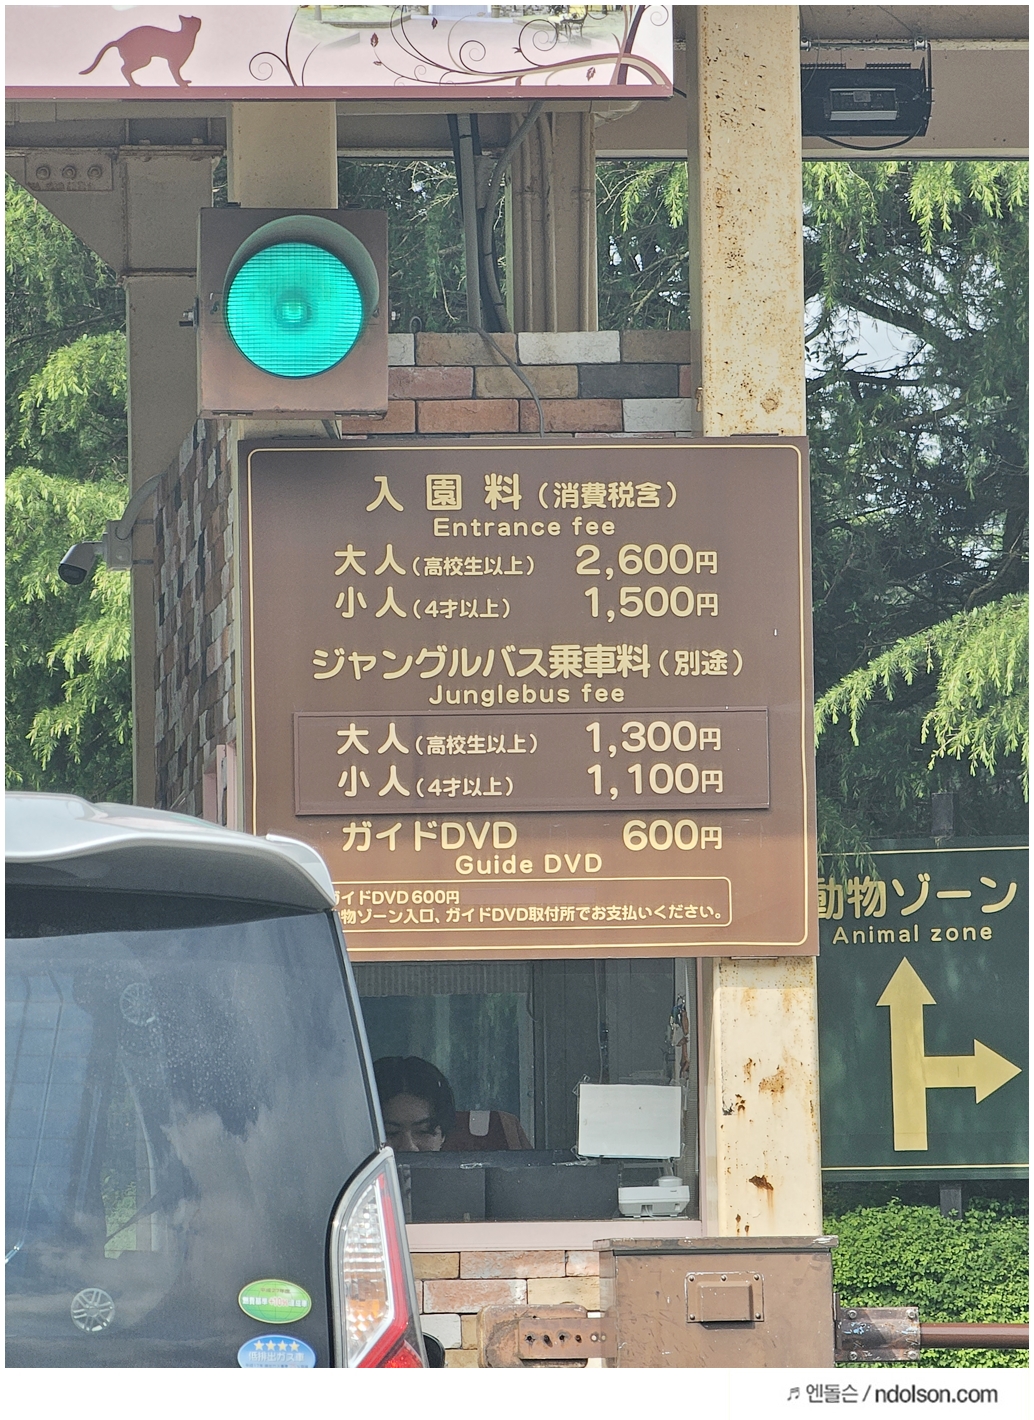 入園料(消費税含)
Entrance fee
大人(高校生以上) 2,600円
小人(4才以上) 1,500円
ジャングルバス乗車料(別途)
Junglebus fee
大人(高校生以上) 1,300円
小人(4才以上) 1,100円
ガイドDVD 600円
Guide DVD
ガイドDVD 600円
物ゾーン入口、ガイドDVD取付所でお支払いください。
動物ゾーン
Animal zone
엔돌슨 / ndolson.com